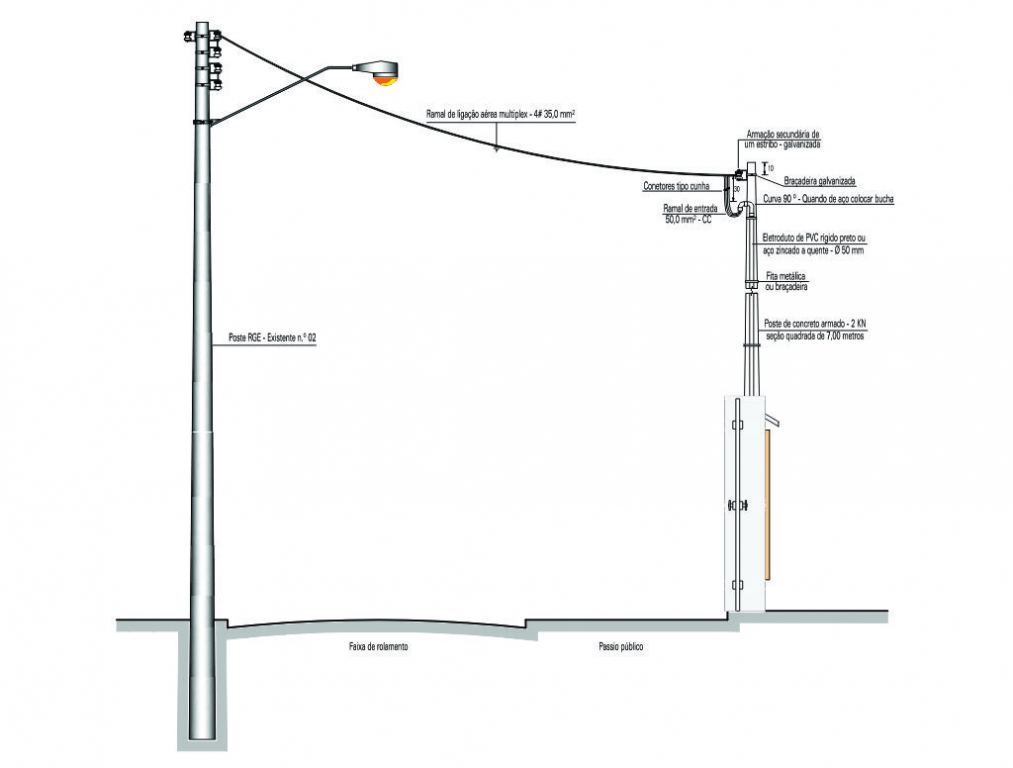 Ramal de ligação aérea multiplex - 4# 35,0 mm²
Armação secundária de
um estribo - galvanizada
10
Braçadeira galvanizada
Conetores tipo cunha
30
Curva 90 º - Quando de aço colocar bucha
Ramal de entrada
50,0 mm² - CC
Eletroduto de PVC rígido preto ou
aço zincado a quente - Ø 50 mm
Fita metálica
ou braçadeira
Poste de concreto armado - 2 KN
seção quadrada de 7,00 metros
Poste RGE - Existente n.º 02
Faixa de rolamento
Passio público